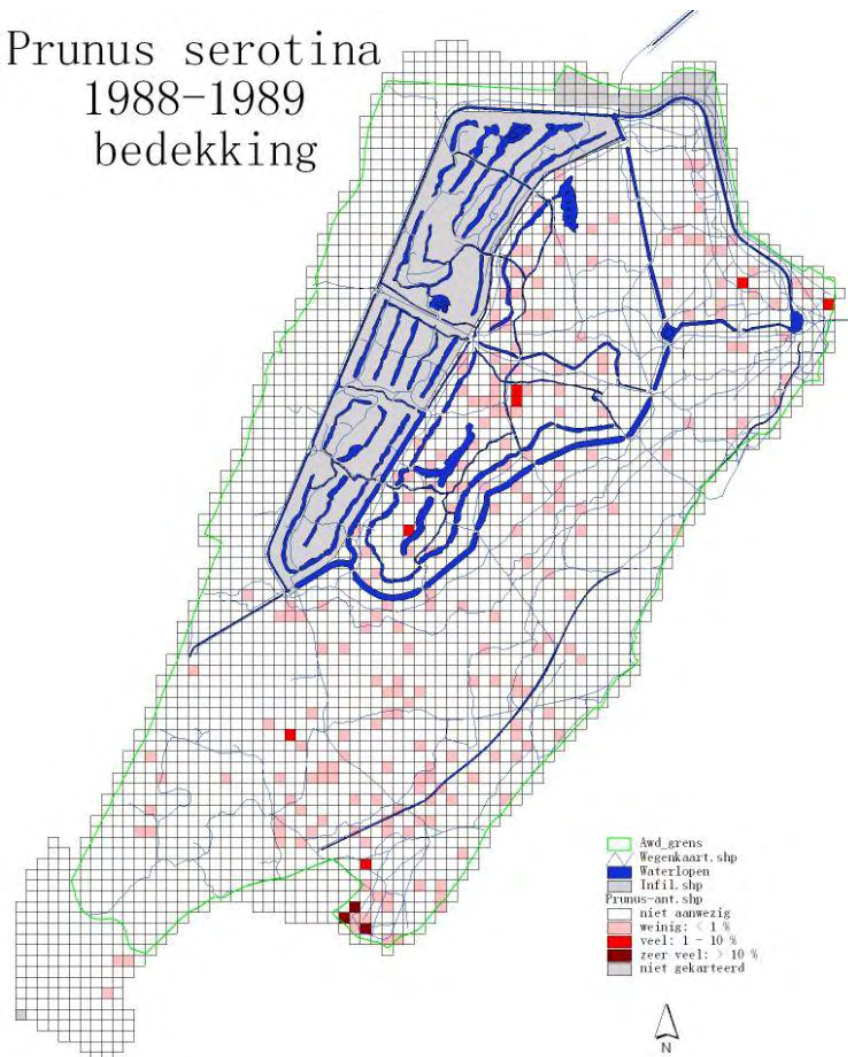 Prunus serotina
1988-1989
bedekking
Awd_grens
Wegenkaart.shp
Waterlopen
Infil.shp
Prunus-ant.shp
niet aanwezig
weinig: < 1 %
veel: 1 - 10 %
zeer veel: > 10 %
niet gekarteerd
N